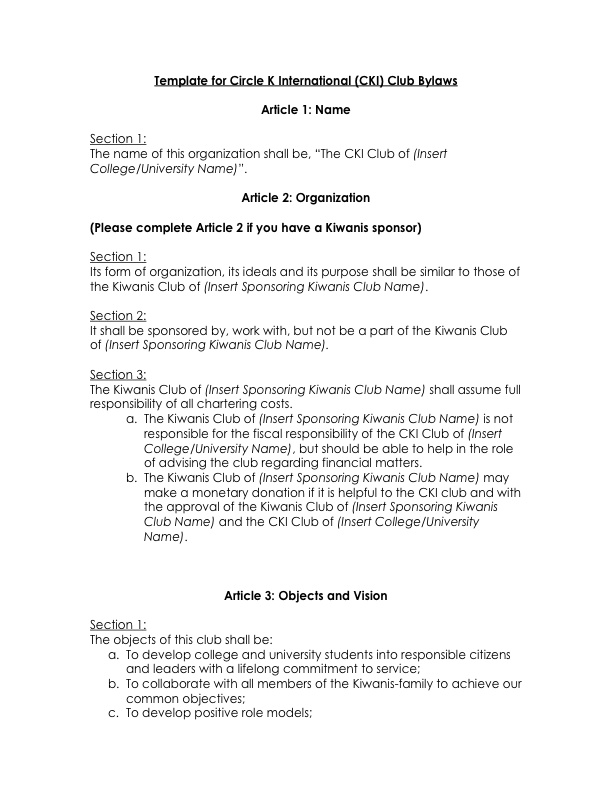 Template for Circle K International (CKI) Club Bylaws
Article 1: Name
Section 1:
The name of this organization shall be, “The CKI Club of (Insert
College/University Name)”.
Article 2: Organization
(Please complete Article 2 if you have a Kiwanis sponsor)
Section 1:
Its form of organization, its ideals and its purpose shall be similar to those of
the Kiwanis Club of (Insert Sponsoring Kiwanis Club Name).
Section 2:
It shall be sponsored by, work with, but not be a part of the Kiwanis Club
of (Insert Sponsoring Kiwanis Club Name).
Section 3:
The Kiwanis Club of (Insert Sponsoring Kiwanis Club Name) shall assume full
responsibility of all chartering costs.
a. The Kiwanis Club of (Insert Sponsoring Kiwanis Club Name) is not
responsible for the fiscal responsibility of the CKI Club of (Insert
College/University Name), but should be able to help in the role
of advising the club regarding financial matters.
b. The Kiwanis Club of (Insert Sponsoring Kiwanis Club Name) may
make a monetary donation if it is helpful to the CKI club and with
the approval of the Kiwanis Club of (Insert Sponsoring Kiwanis
Club Name) and the CKI Club of (Insert College/University
Name).
Article 3: Objects and Vision
Section 1:
The objects of this club shall be:
a. To develop college and university students into responsible citizens
and leaders with a lifelong commitment to service;
b. To collaborate with all members of the Kiwanis-family to achieve our
common objectives;
c. To develop positive role models;